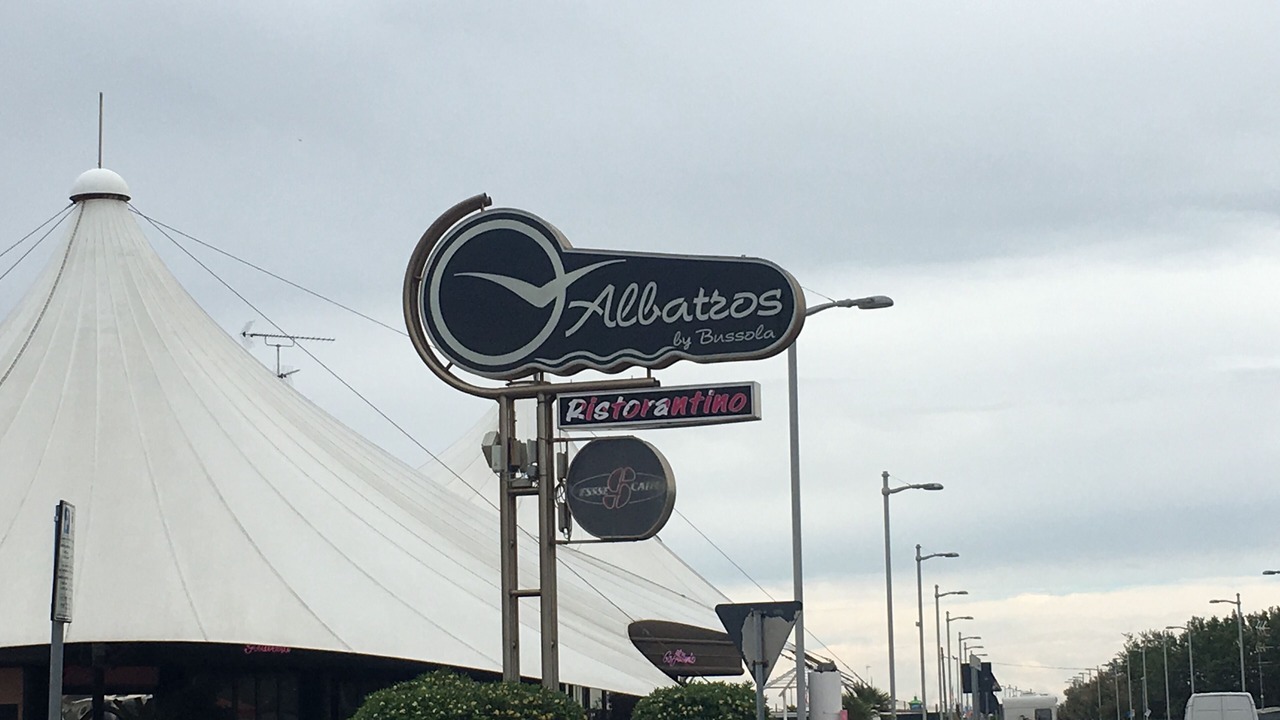 Albatros
by Bussola
Ristorantino